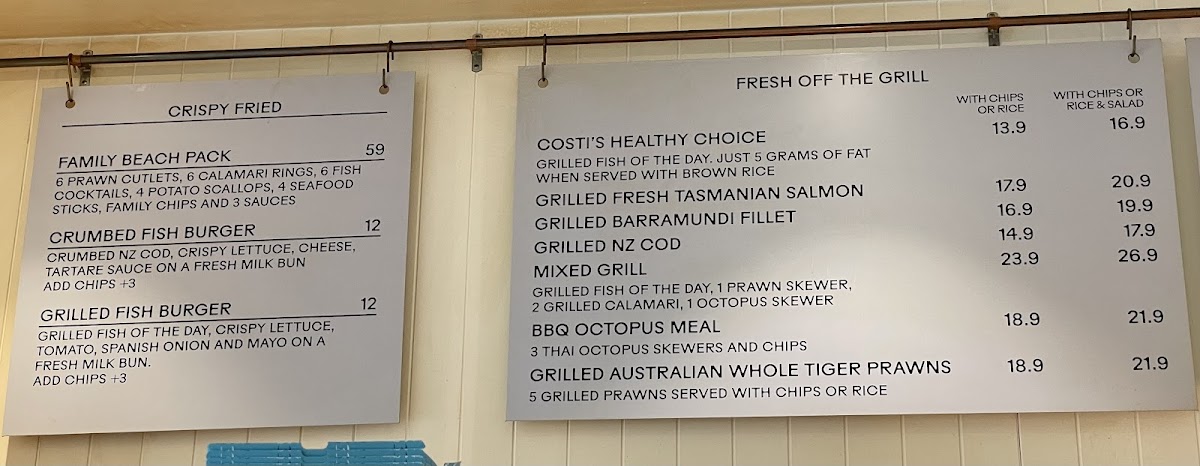 CRISPY FRIED
FAMILY BEACH PACK 59
6 PRAWN CUTLETS, 6 CALAMARI RINGS, 6 FISH
COCKTAILS, 4 POTATO SCALLOPS, 4 SEAFOOD
STICKS, FAMILY CHIPS AND 3 SAUCES
CRUMBED FISH BURGER 12
CRUMBED NZ COD, CRISPY LETTUCE, CHEESE,
TARTARE SAUCE ON A FRESH MILK BUN
ADD CHIPS +3
GRILLED FISH BURGER 12
GRILLED FISH OF THE DAY, CRISPY LETTUCE,
TOMATO, SPANISH ONION AND MAYO ON A
FRESH MILK BUN.
ADD CHIPS +3
FRESH OFF THE GRILL
WITH CHIPS WITH CHIPS OR
OR RICE RICE & SALAD
COSTI'S HEALTHY CHOICE 13.9 16.9
GRILLED FISH OF THE DAY. JUST 5 GRAMS OF FAT
WHEN SERVED WITH BROWN RICE
GRILLED FRESH TASMANIAN SALMON 17.9 20.9
GRILLED BARRAMUNDI FILLET 16.9 19.9
GRILLED NZ COD 14.9 17.9
MIXED GRILL 23.9 26.9
GRILLED FISH OF THE DAY, 1 PRAWN SKEWER,
2 GRILLED CALAMARI, 1 OCTOPUS SKEWER
BBQ OCTOPUS MEAL 18.9 21.9
3 THAI OCTOPUS SKEWERS AND CHIPS
GRILLED AUSTRALIAN WHOLE TIGER PRAWNS 18.9 21.9
5 GRILLED PRAWNS SERVED WITH CHIPS OR RICE